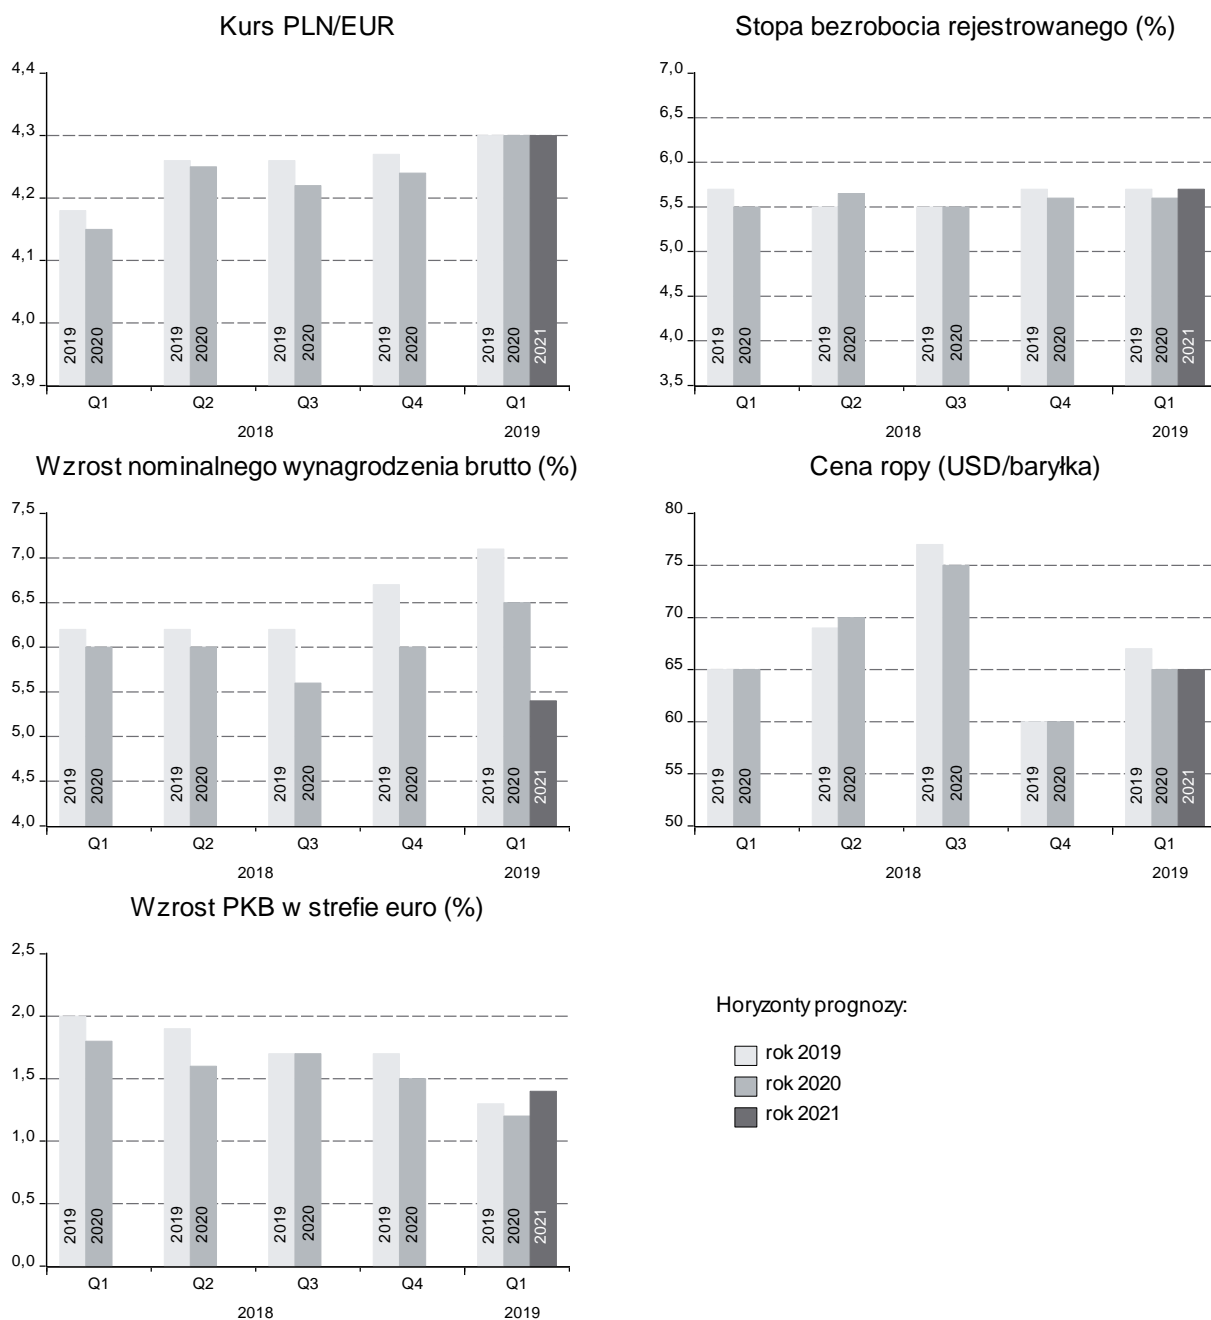 Kurs PLN/EUR
4,4
4,3
4,2
4,1
4,0
3,9
2019
2020
2019
2020
2019
2020
2019
2020
2019
2020
2021
Q1
Q2
Q3
Q4
Q1
2018
2019
Stopa bezrobocia rejestrowanego (%)
7,0
6,5
6,0
5,5
5,0
4,5
4,0
3,5
2019
2020
2019
2020
2019
2020
2019
2020
2019
2020
2021
Q1
Q2
Q3
Q4
Q1
2018
2019
Wzrost nominalnego wynagrodzenia brutto (%)
7,5
7,0
6,5
6,0
5,5
5,0
4,5
4,0
2019
2020
2019
2020
2019
2020
2019
2020
2019
2020
2021
Q1
Q2
Q3
Q4
Q1
2018
2019
Cena ropy (USD/baryłka)
80
75
70
65
60
55
50
2019
2020
2019
2020
2019
2020
2019
2020
2019
2020
2021
Q1
Q2
Q3
Q4
Q1
2018
2019
Wzrost PKB w strefie euro (%)
2,5
2,0
1,5
1,0
0,5
0,0
2019
2020
2019
2020
2019
2020
2019
2020
2019
2020
2021
Q1
Q2
Q3
Q4
Q1
2018
2019
Horyzonty prognozy:
rok 2019
rok 2020
rok 2021